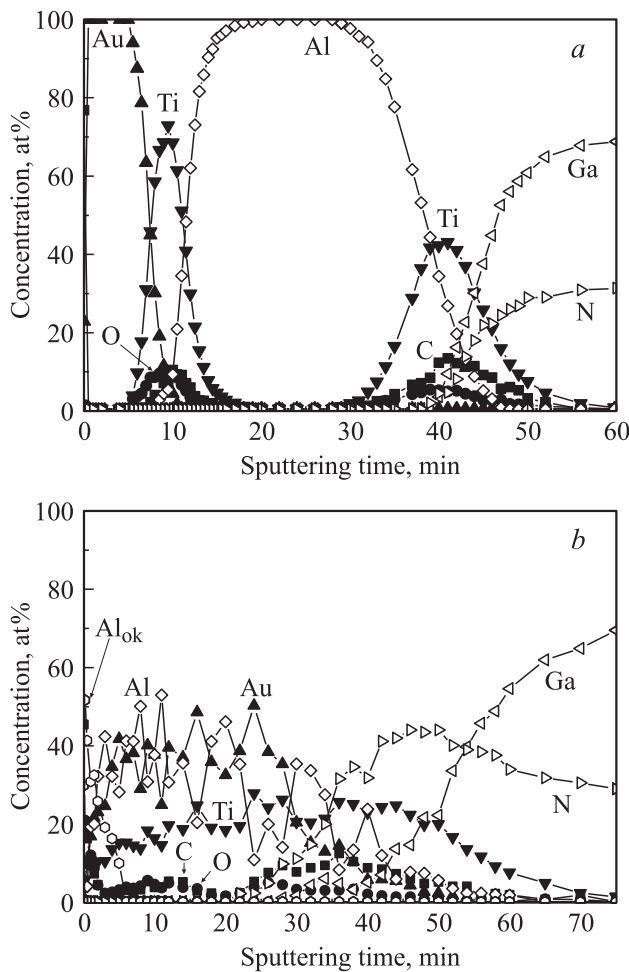 100
80
60
40
20
0
Concentration, at%
Au
Ti
Al
a
Ga
Ti
N
O
C
0 10 20 30 40 50 60
Sputtering time, min
100
80
60
40
20
0
Concentration, at%
b
Al_ok
Al
Au
Ga
Ti
N
C
O
0 10 20 30 40 50 60 70
Sputtering time, min